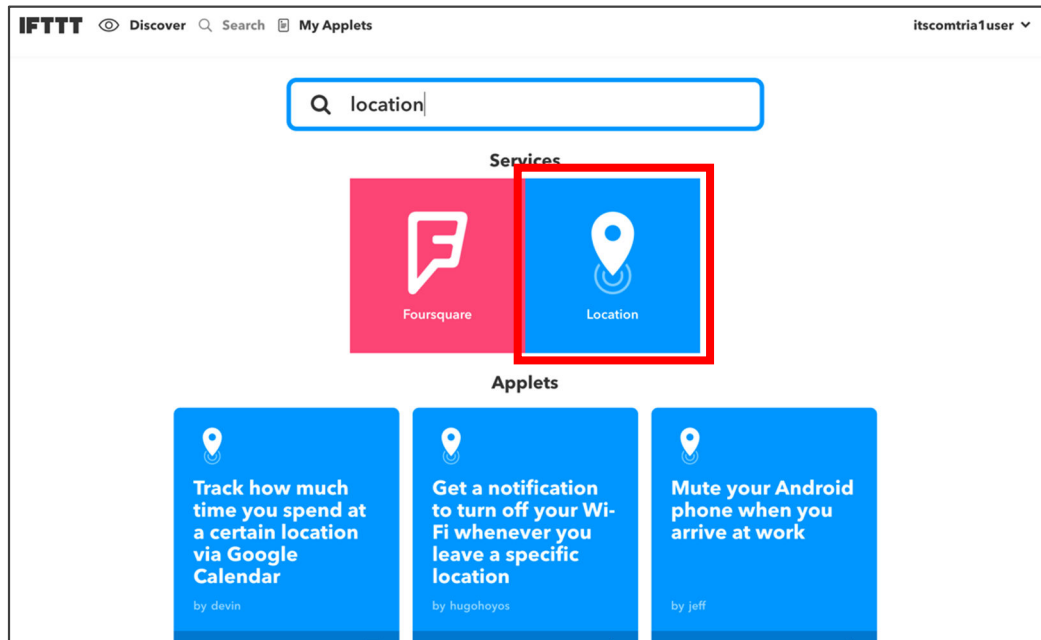 IFTTT Discover Search My Applets itscomtria1user
location
Services
Foursquare
Location
Applets
Track how much
time you spend at
a certain location
via Google
Calendar
by devin
Get a notification
to turn off your Wi-
Fi whenever you
leave a specific
location
by hugohoyos
Mute your Android
phone when you
arrive at work
by jeff